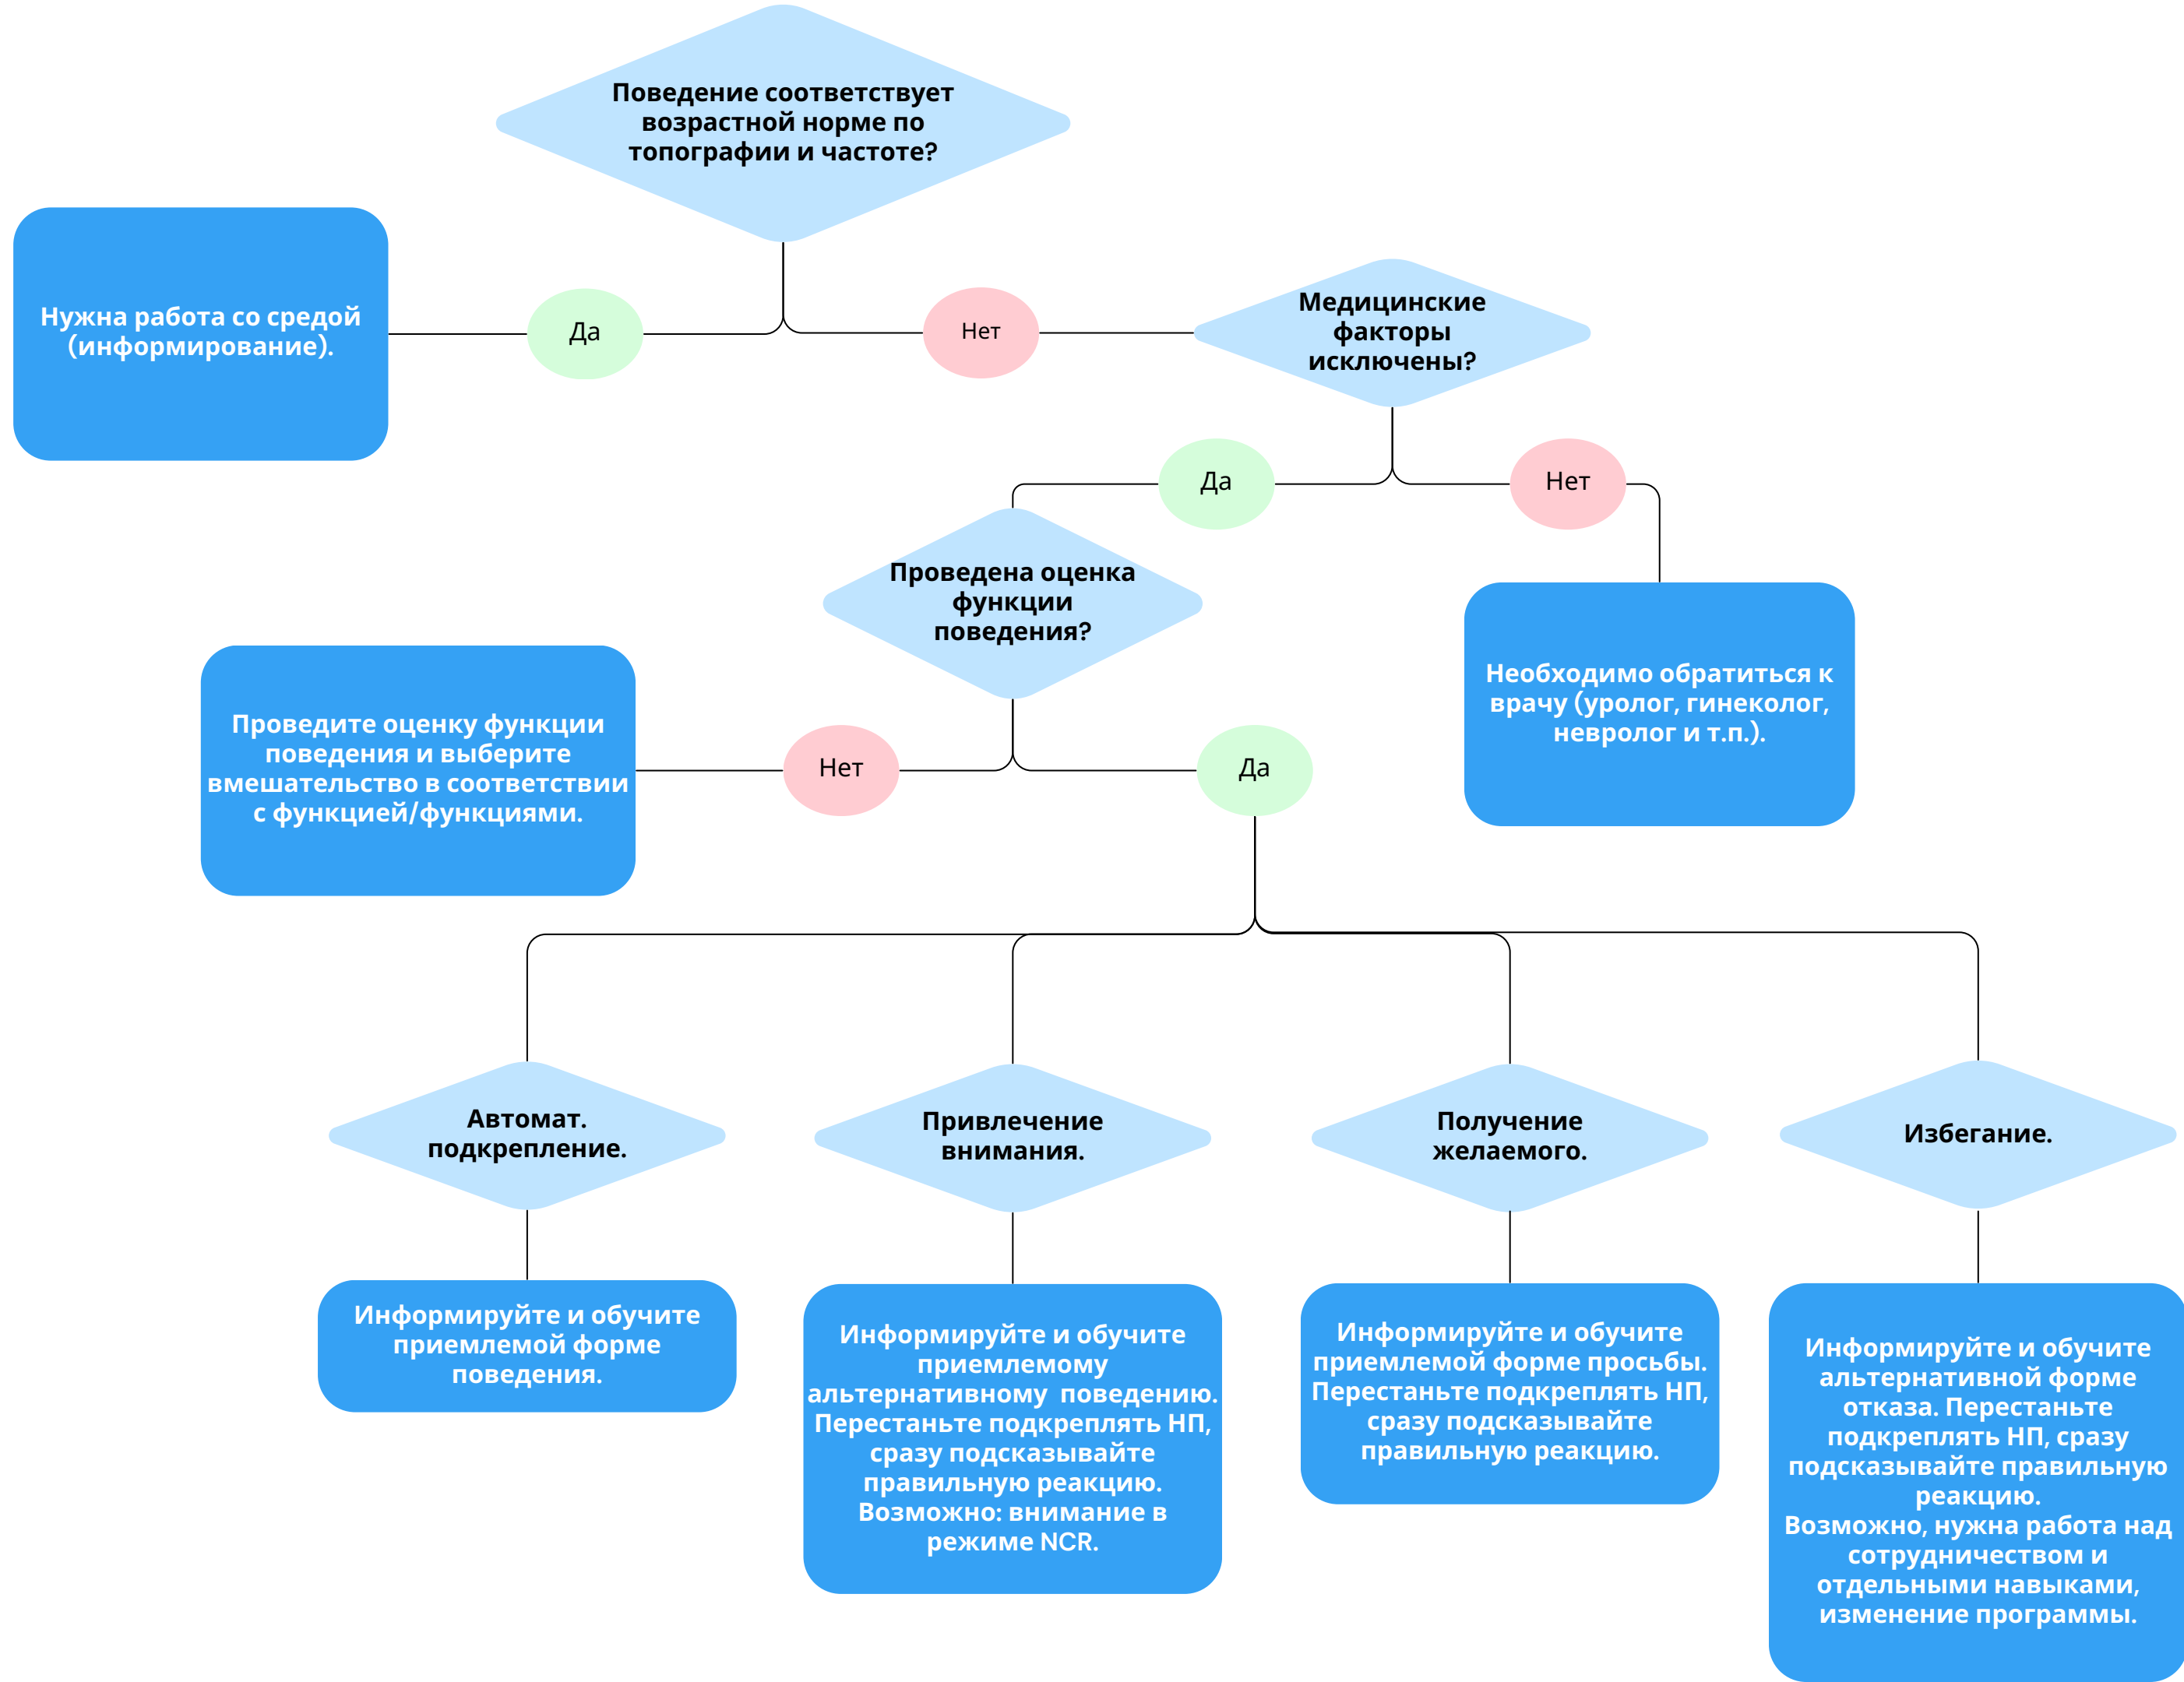 Поведение соответствует
возрастной норме по
топографии и частоте?
Нужна работа со средой
(информирование).
Да
Нет
Медицинские
факторы
исключены?
Да
Нет
Проведена оценка
функции
поведения?
Необходимо обратиться к
врачу (уролог, гинеколог,
невролог и т.п.).
Проведите оценку функции
поведения и выберите
вмешательство в соответствии
с функцией/функциями.
Нет
Да
Автомат.
подкрепление.
Привлечение
внимания.
Получение
желаемого.
Избегание.
Информируйте и обучите
приемлемой форме
поведения.
Информируйте и обучите
приемлемому
альтернативному поведению.
Перестаньте подкреплять НП,
сразу подсказывайте
правильную реакцию.
Возможно: внимание в
режиме NCR.
Информируйте и обучите
приемлемой форме просьбы.
Перестаньте подкреплять НП,
сразу подсказывайте
правильную реакцию.
Информируйте и обучите
альтернативной форме
отказа. Перестаньте
подкреплять НП, сразу
подсказывайте правильную
реакцию.
Возможно, нужна работа над
сотрудничеством и
отдельными навыками,
изменение программы.